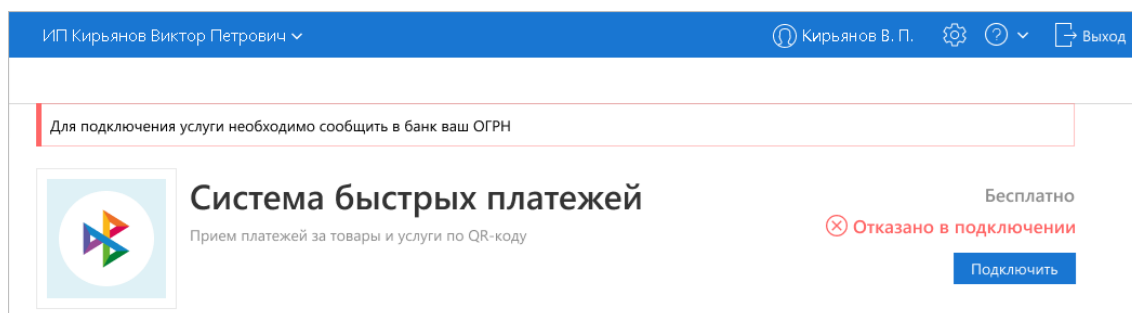 ИП Кирьянов Виктор Петрович Кирьянов В. П. Выход
Для подключения услуги необходимо сообщить в банк ваш ОГРН
Система быстрых платежей Бесплатно
Прием платежей за товары и услуги по QR-коду Отказано в подключении
Подключить